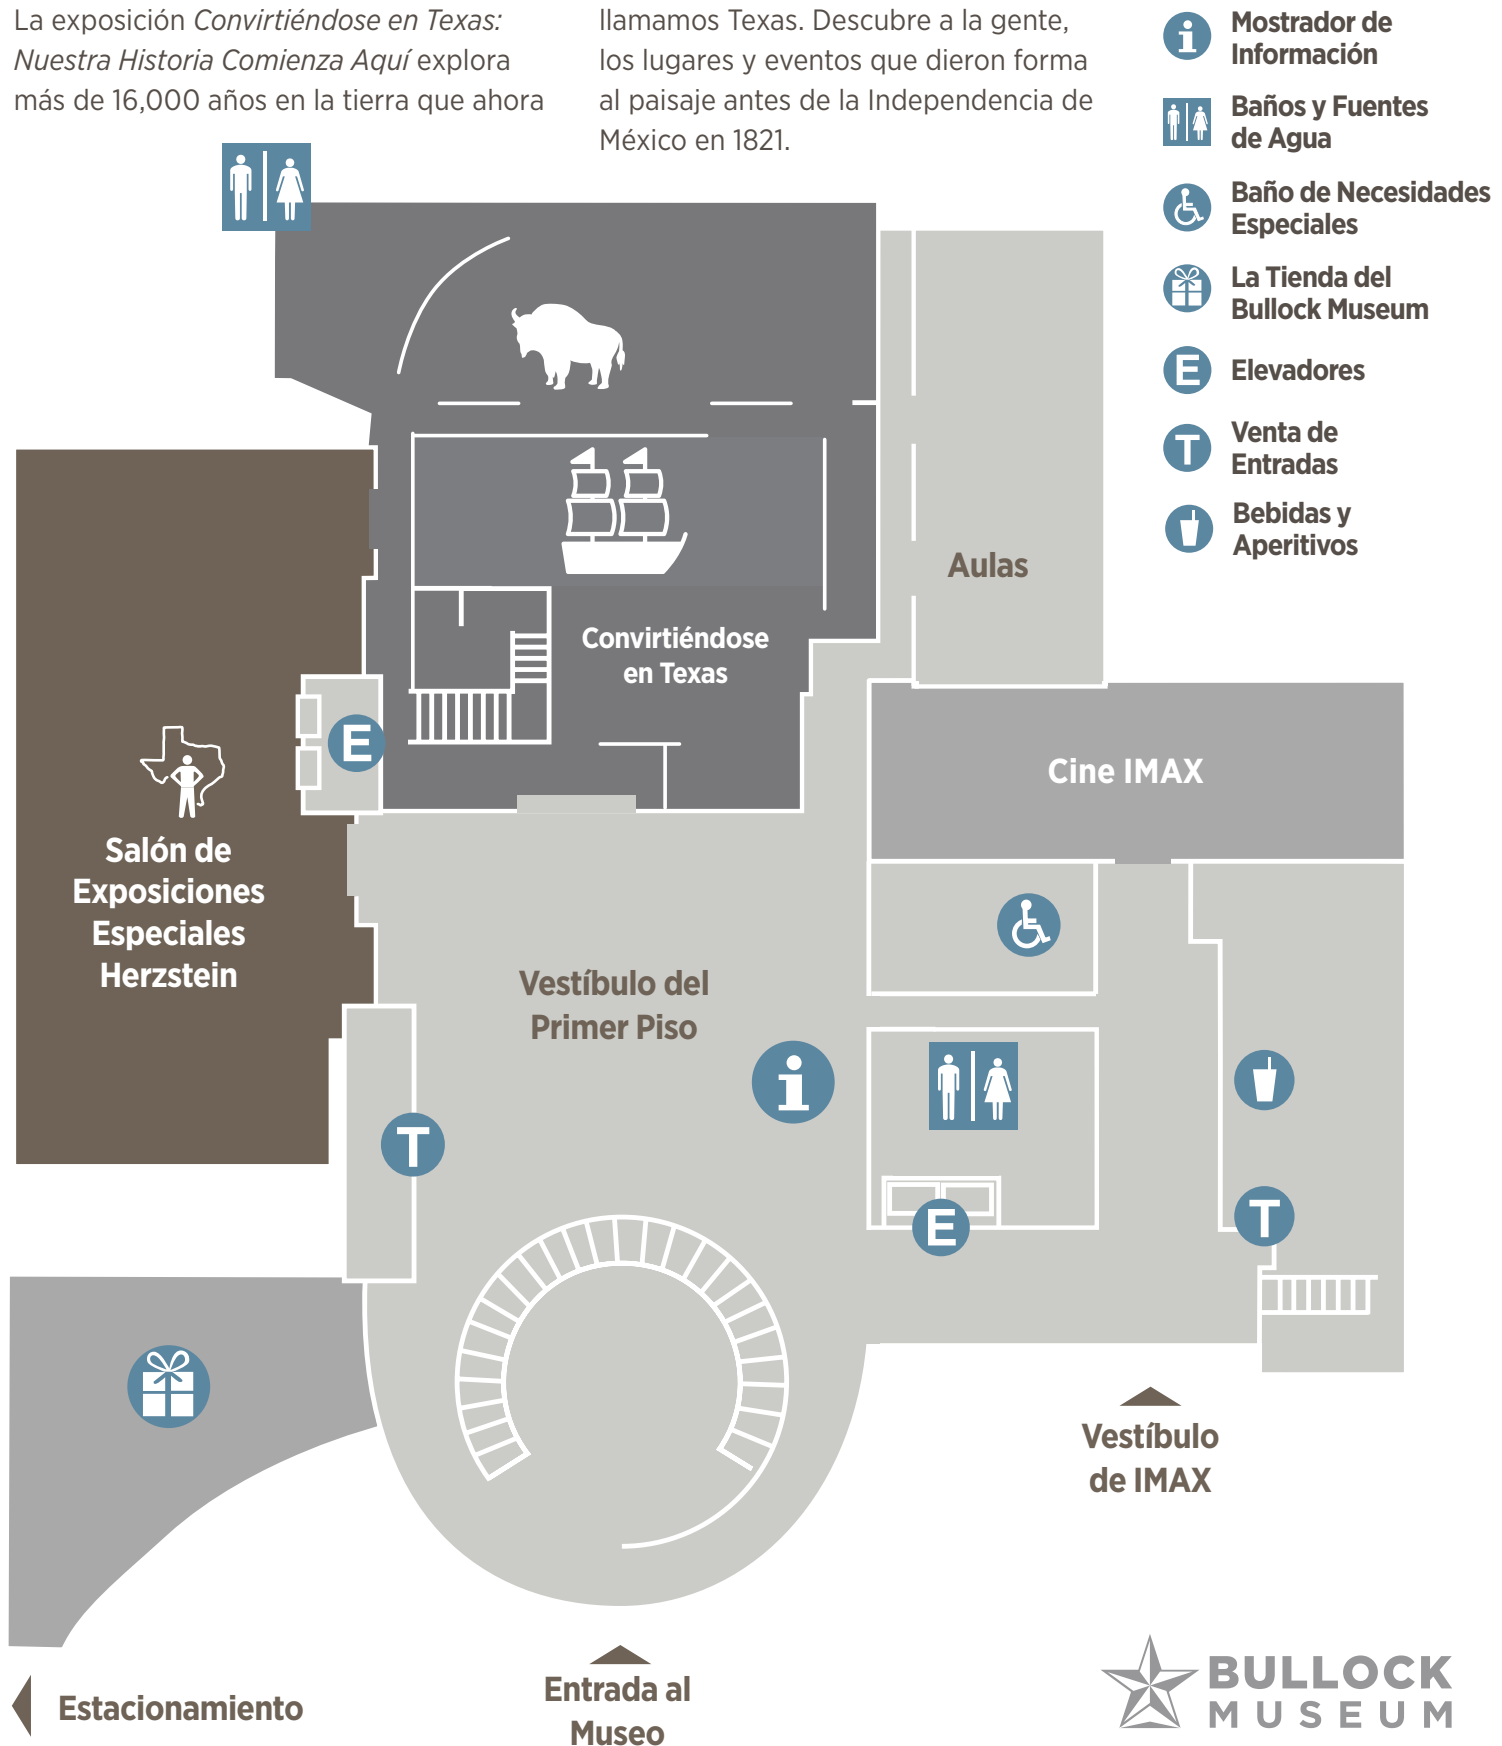 La exposición Convirtiéndose en Texas:
Nuestra Historia Comienza Aquí explora
más de 16,000 años en la tierra que ahora
llamamos Texas. Descubre a la gente,
los lugares y eventos que dieron forma
al paisaje antes de la Independencia de
México en 1821.
Mostrador de
Información
Baños y Fuentes
de Agua
Baño de Necesidades
Especiales
La Tienda del
Bullock Museum
E
Elevadores
T
Venta de
Entradas
Bebidas y
Aperitivos
Aulas
Convirtiéndose
en Texas
E
Cine IMAX
Salón de
Exposiciones
Especiales
Herzstein
Vestíbulo del
Primer Piso
i
T
E
T
Vestíbulo
de IMAX
Estacionamiento
Entrada al
Museo
BULLOCK
MUSEUM